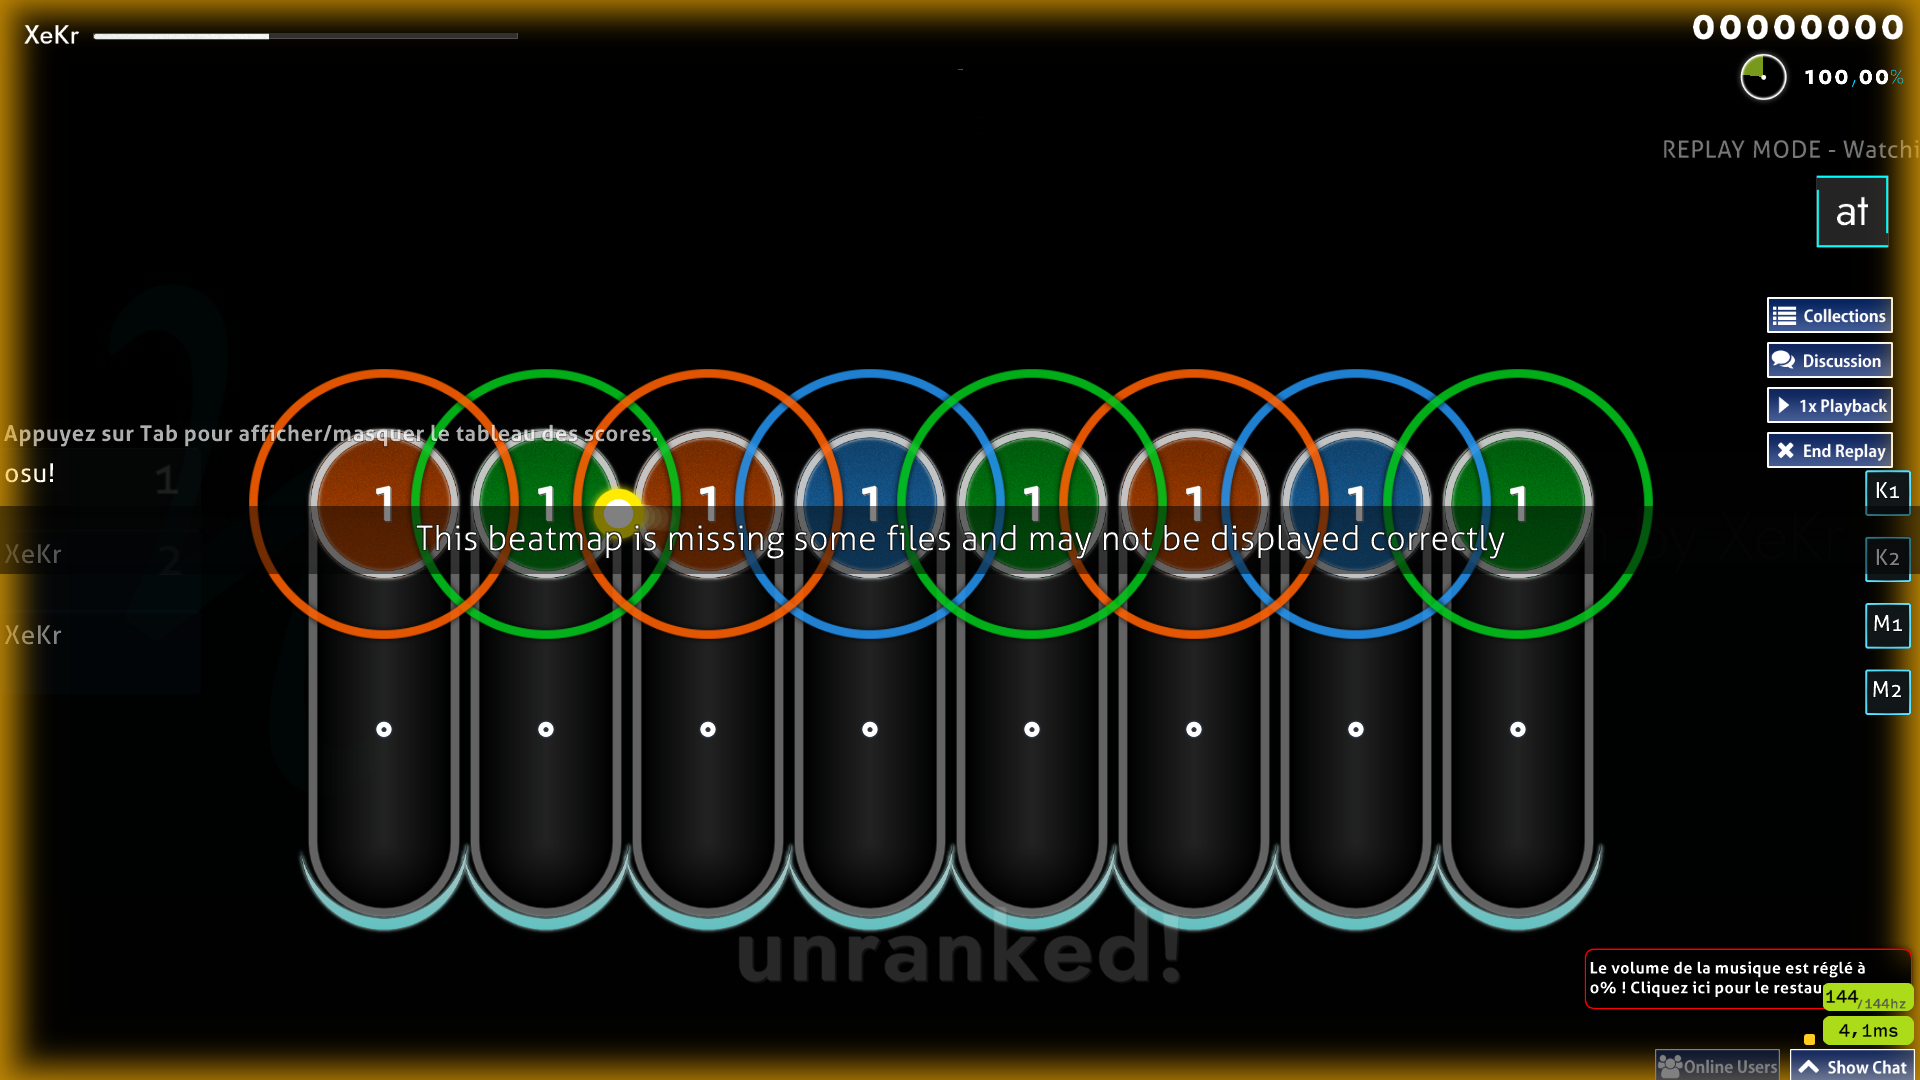 XeKr
00000000
100,00%
REPLAY MODE - Watchi
at
Collections
Discussion
1x Playback
End Replay
Appuyez sur Tab pour afficher/masquer le tableau des scores.
osu!
1
1 1 1 1 1 1 1 1
K1
This beatmap is missing some files and may not be displayed correctly
XeKr
2
K2
XeKr
M1
M2
unranked!
Le volume de la musique est réglé à
0% ! Cliquez ici pour le restau
144/144hz
4,1ms
Online Users
Show Chat